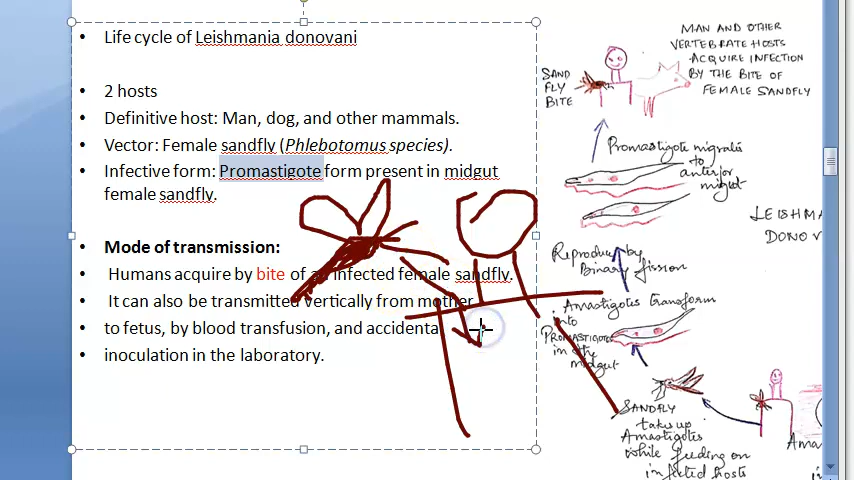 Life cycle of Leishmania donovani
2 hosts
Definitive host: Man, dog, and other mammals.
Vector: Female sandfly (Phlebotomus species).
Infective form: Promastigote form present in midgut
female sandfly.
Mode of transmission:
Humans acquire by bite of an infected female sandfly.
It can also be transmitted vertically from mother
to fetus, by blood transfusion, and accidental
inoculation in the laboratory.
MAN AND OTHER
VERTEBRATE HOSTS
ACQUIRE INFECTION
BY THE BITE OF
FEMALE SANDFLY
SAND
FLY
BITE
Promastigote migrates
to
anterior
midgut
LEISHM
DONOV
Reproduce by
Binary fission
Amastigotes transform
into
PROMASTIGOTES
in the
midgut
SANDFLY
takes up
Amastigotes
while feeding on
infected hosts
Ama